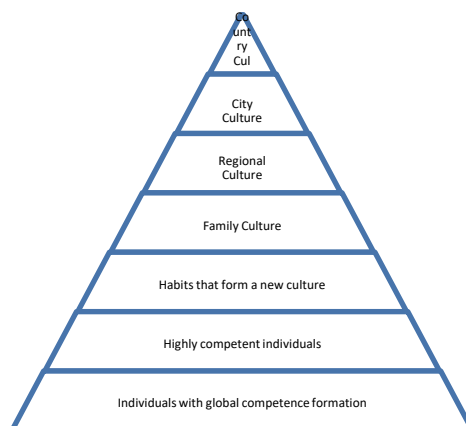 Co
unt
ry
Cul
City
Culture
Regional
Culture
Family Culture
Habits that form a new culture
Highly competent individuals
Individuals with global competence formation